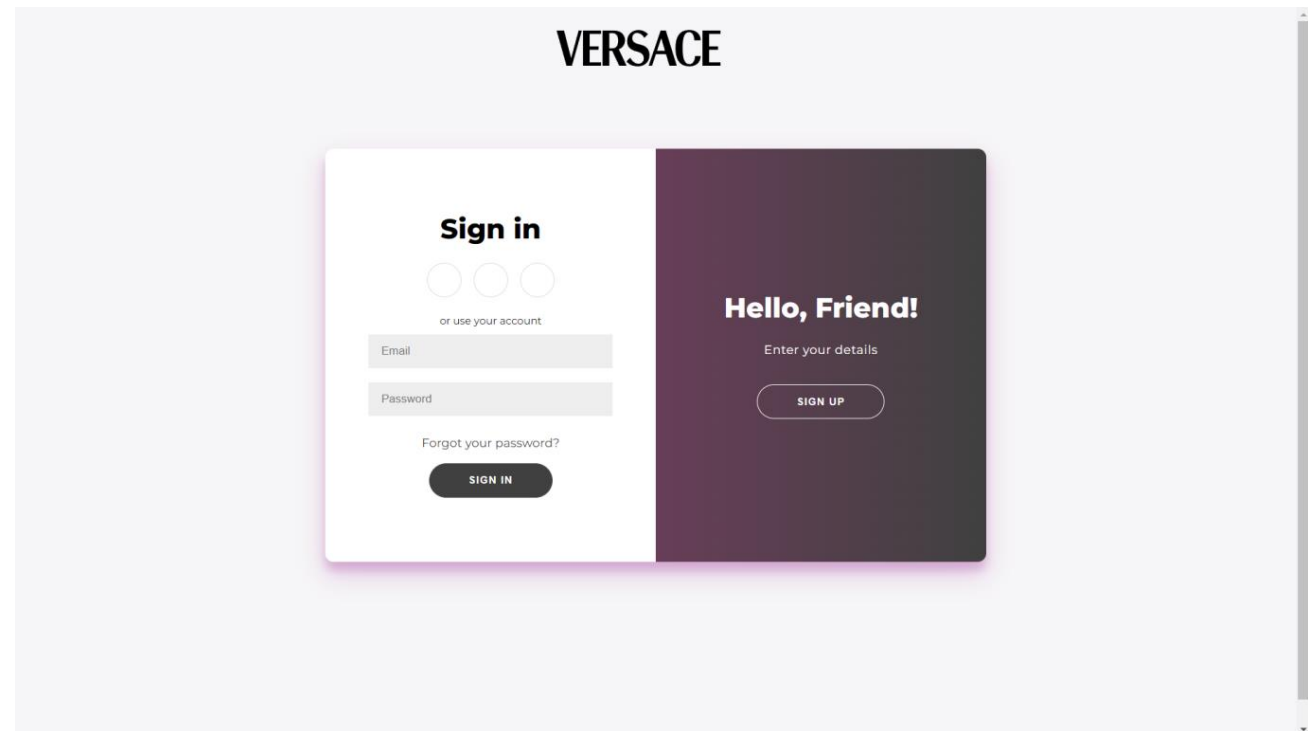 VERSACE
Sign in
or use your account
Email
Password
Forgot your password?
SIGN IN
Hello, Friend!
Enter your details
SIGN UP